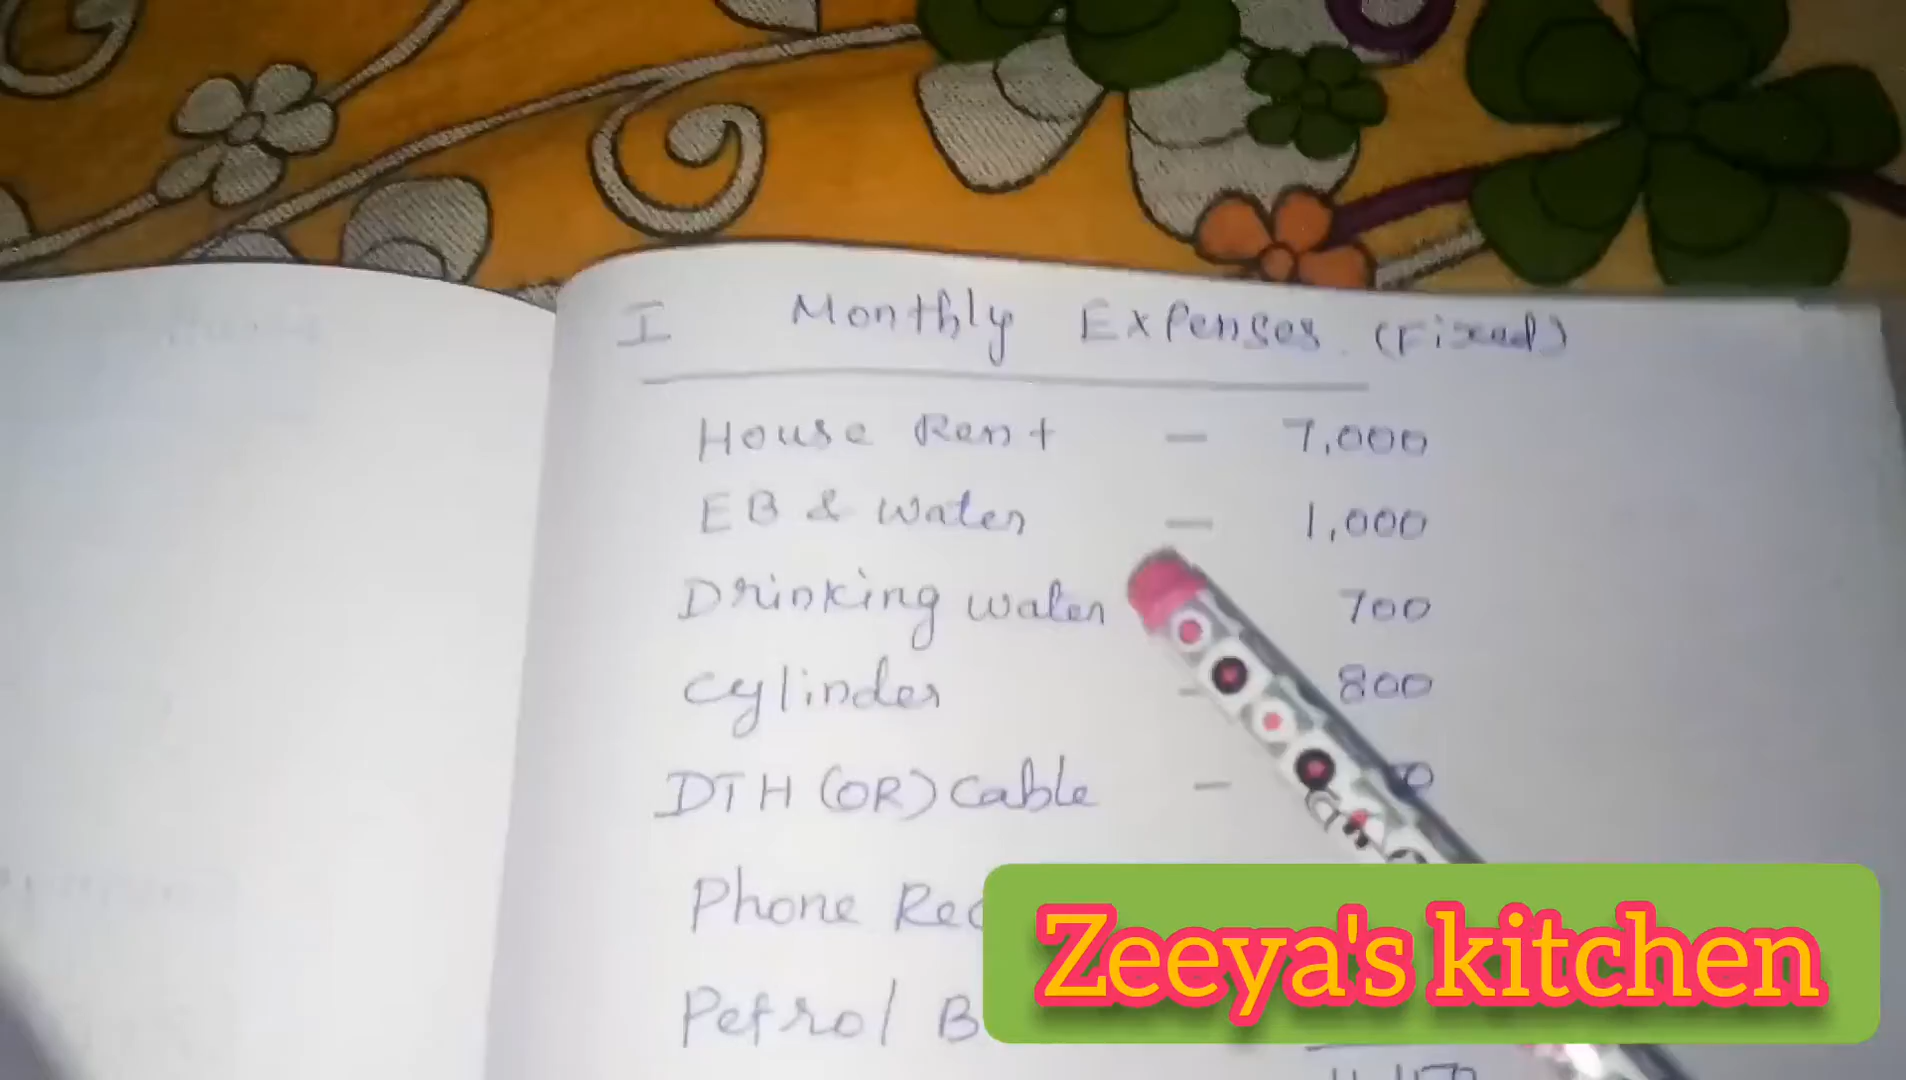 I Monthly Expenses (Fixed)
House Rent — 7,000
EB & Water — 1,000
Drinking water 700
Cylinder - 800
DTH (OR) Cable -
Phone
Petrol
Zeeya's kitchen